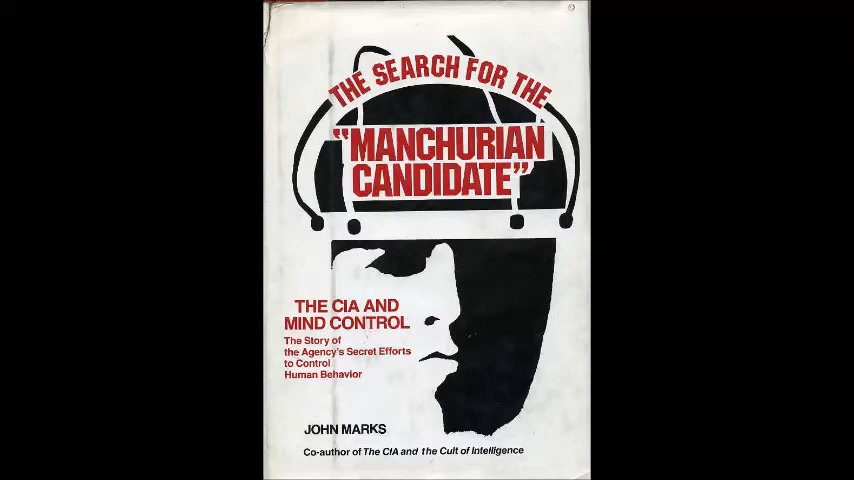 THE SEARCH FOR THE
"MANCHURIAN
CANDIDATE"
THE CIA AND
MIND CONTROL
The Story of
the Agency's Secret Efforts
to Control
Human Behavior
JOHN MARKS
Co-author of The CIA and the Cult of Intelligence